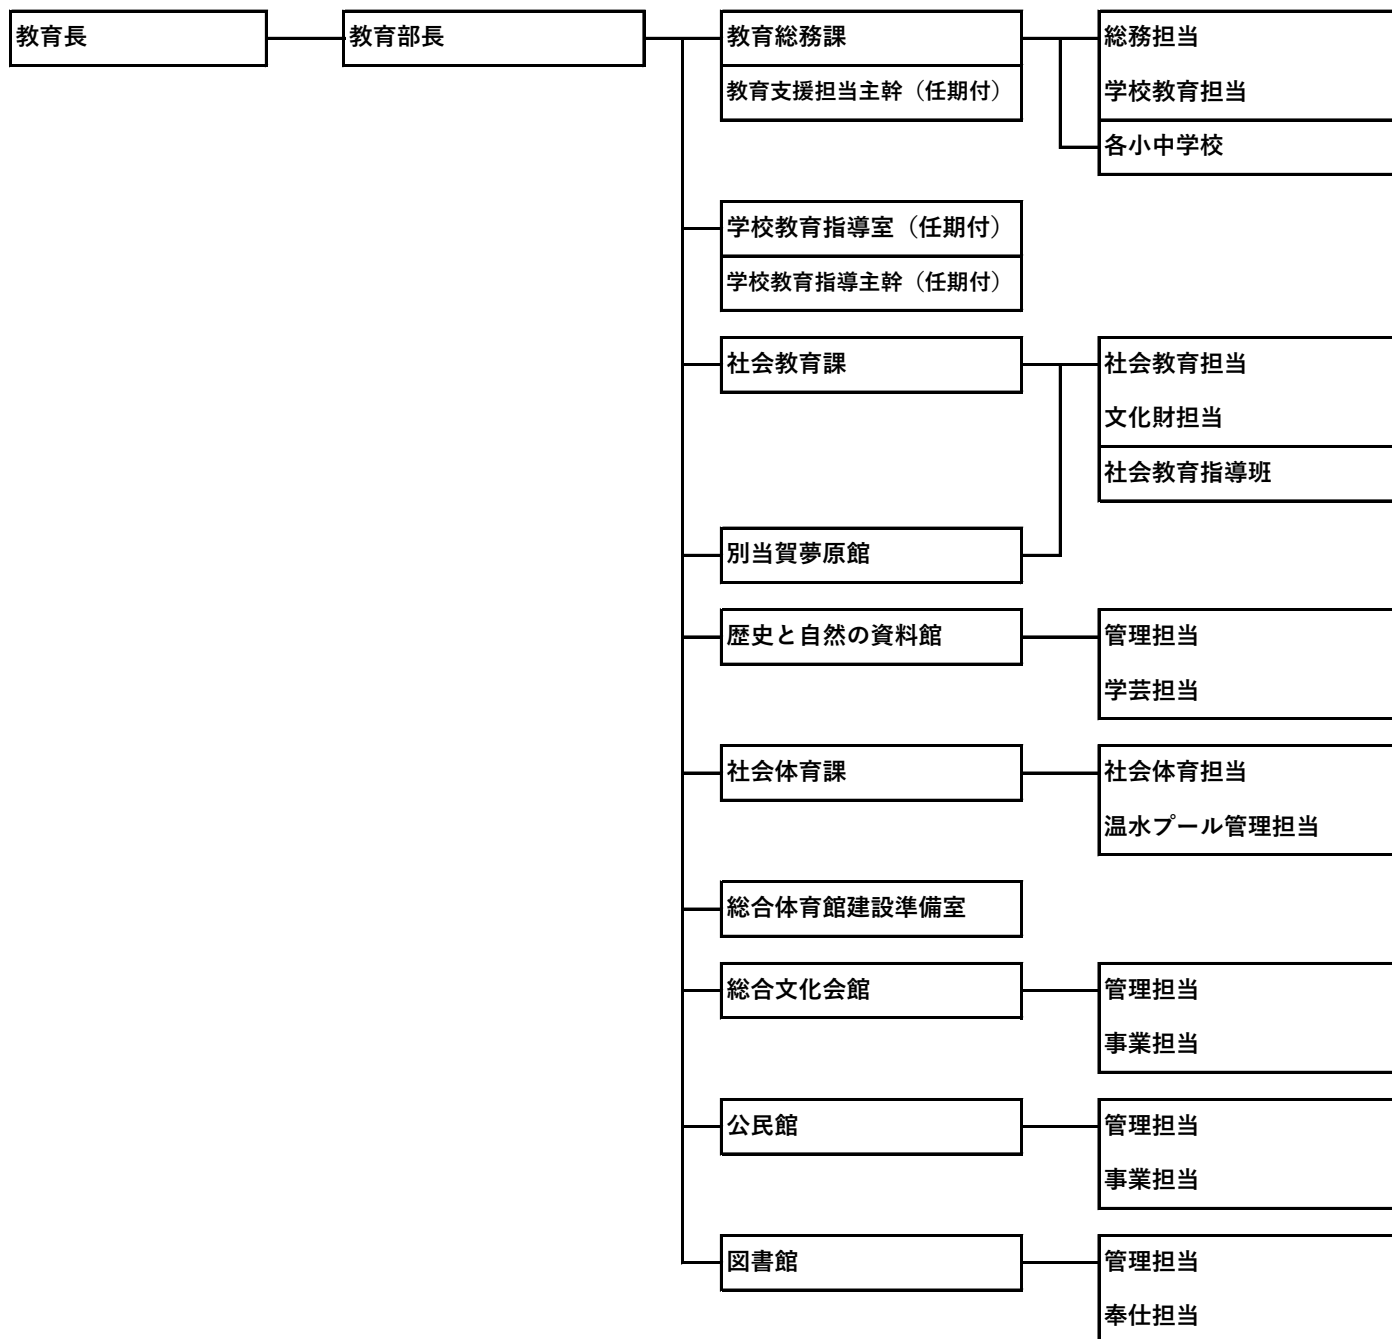 教育長
教育部長
教育総務課
総務担当
教育支援担当主幹（任期付）
学校教育担当
各小中学校
学校教育指導室（任期付）
学校教育指導主幹（任期付）
社会教育課
社会教育担当
文化財担当
社会教育指導班
別当賀夢原館
歴史と自然の資料館
管理担当
学芸担当
社会体育課
社会体育担当
温水プール管理担当
総合体育館建設準備室
総合文化会館
管理担当
事業担当
公民館
管理担当
事業担当
図書館
管理担当
奉仕担当